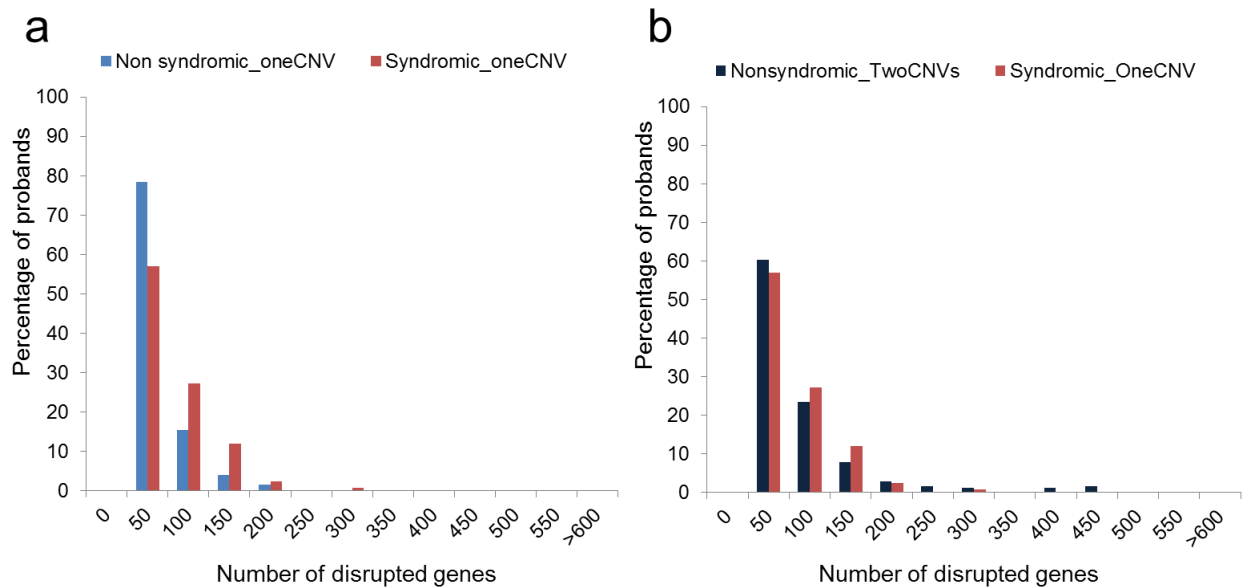 a
Non syndromic_oneCNV Syndromic_oneCNV
Percentage of probands
100
90
80
70
60
50
40
30
20
10
0
0 50 100 150 200 250 300 350 400 450 500 550 >600
Number of disrupted genes
b
Nonsyndromic_TwoCNVs Syndromic_OneCNV
Percentage of probands
100
90
80
70
60
50
40
30
20
10
0
0 50 100 150 200 250 300 350 400 450 500 550 >600
Number of disrupted genes